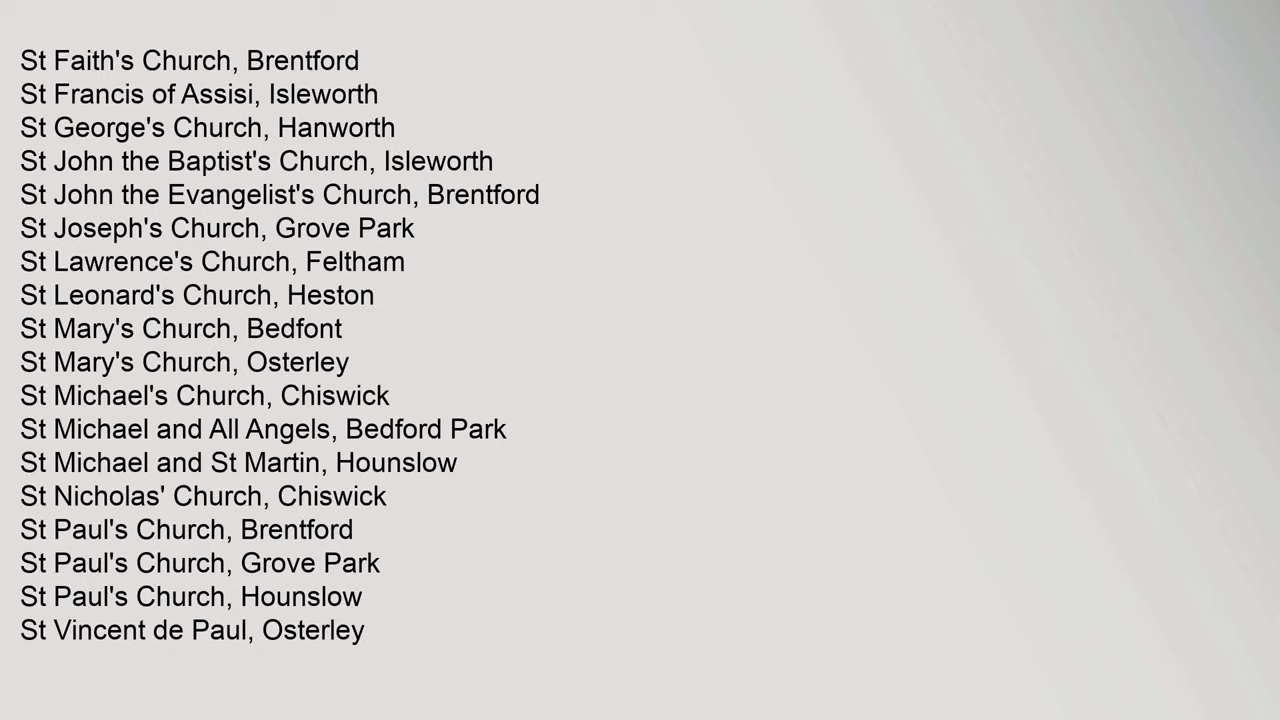 St Faith's Church, Brentford
St Francis of Assisi, Isleworth
St George's Church, Hanworth
St John the Baptist's Church, Isleworth
St John the Evangelist's Church, Brentford
St Joseph's Church, Grove Park
St Lawrence's Church, Feltham
St Leonard's Church, Heston
St Mary's Church, Bedfont
St Mary's Church, Osterley
St Michael's Church, Chiswick
St Michael and All Angels, Bedford Park
St Michael and St Martin, Hounslow
St Nicholas' Church, Chiswick
St Paul's Church, Brentford
St Paul's Church, Grove Park
St Paul's Church, Hounslow
St Vincent de Paul, Osterley